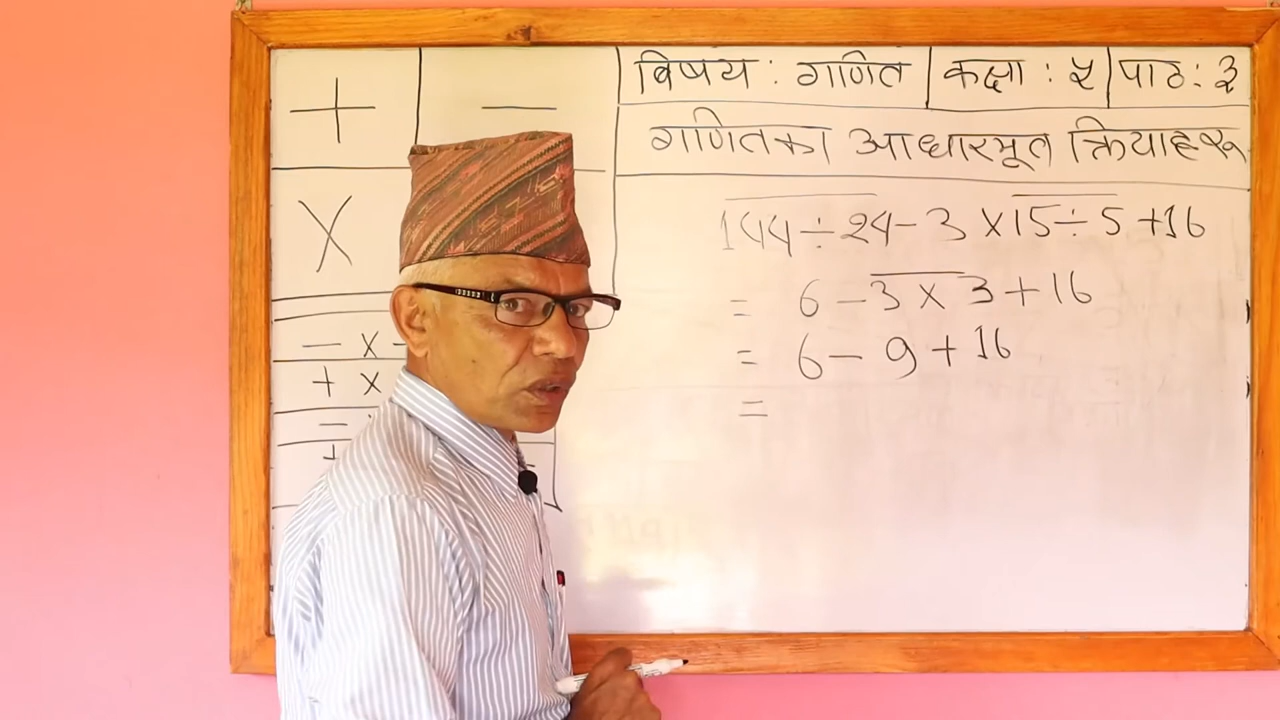 + −
विषय : गणित कक्षा : ५ पाठ : ३
गणितका आधारभूत क्रियाहरू
×
144 ÷ 24 − 3 × 15 ÷ 5 + 16
= 6 − 3 × 3 + 16
− ×
= 6 − 9 + 16
+ ×
=
−
+